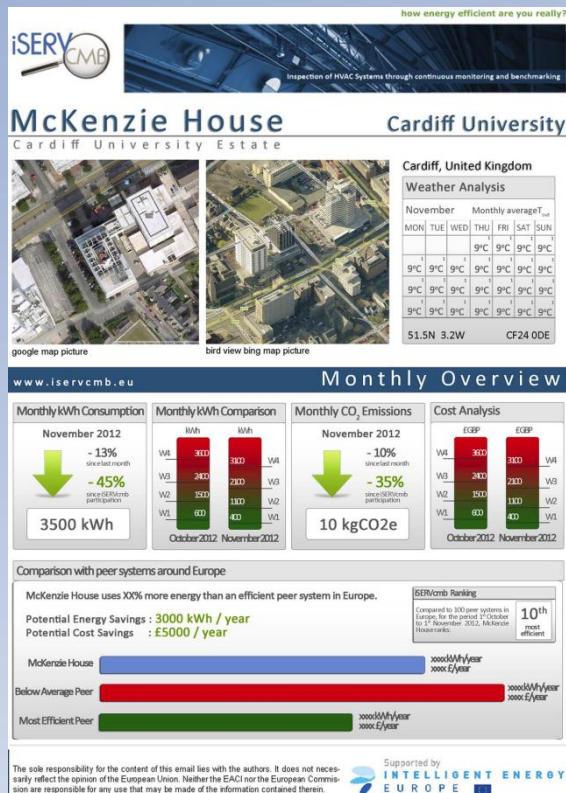 how energy efficient are you really?
iSERV
CMB
Inspection of HVAC Systems through continuous monitoring and benchmarking
McKenzie House
Cardiff University
Cardiff University Estate
Cardiff, United Kingdom
Weather Analysis
November Monthly average Tout
MON TUE WED THU FRI SAT SUN
9°C 9°C 9°C 9°C
9°C 9°C 9°C 9°C 9°C 9°C 9°C
9°C 9°C 9°C 9°C 9°C 9°C 9°C
9°C 9°C 9°C 9°C 9°C 9°C 9°C
51.5N 3.2W CF24 0DE
google map picture
bird view bing map picture
www.iservcmb.eu
Monthly Overview
Monthly kWh Consumption
November 2012
- 13%
since last month
- 45%
since iSERVcmb
participation
3500 kWh
Monthly kWh Comparison
kWh kWh
W4 3600 3100 W4
W3 2400 2100 W3
W2 1500 1100 W2
W1 600 400 W1
October 2012 November 2012
Monthly CO2 Emissions
November 2012
- 10%
since last month
- 35%
since iSERVcmb
participation
10 kgCO2e
Cost Analysis
£GBP £GBP
W4 3600 3100 W4
W3 2400 2100 W3
W2 1500 1100 W2
W1 600 400 W1
October 2012 November 2012
Comparison with peer systems around Europe
McKenzie House uses XX% more energy than an efficient peer system in Europe.
Potential Energy Savings : 3000 kWh / year
Potential Cost Savings : £5000 / year
iSERVcmb Ranking
Compared to 100 peer systems in
Europe, for the period 1st October
to 1st November 2012, McKenzie
House ranks:
10th
most
efficient
McKenzie House
xxxx kWh/year
xxxx £/year
Below Average Peer
xxxx kWh/year
xxxx £/year
Most Efficient Peer
xxxx kWh/year
xxxx £/year
The sole responsibility for the content of this email lies with the authors. It does not neces-
sarily reflect the opinion of the European Union. Neither the EACI nor the European Commis-
sion are responsible for any use that may be made of the information contained therein.
Supported by
INTELLIGENT ENERGY
EUROPE